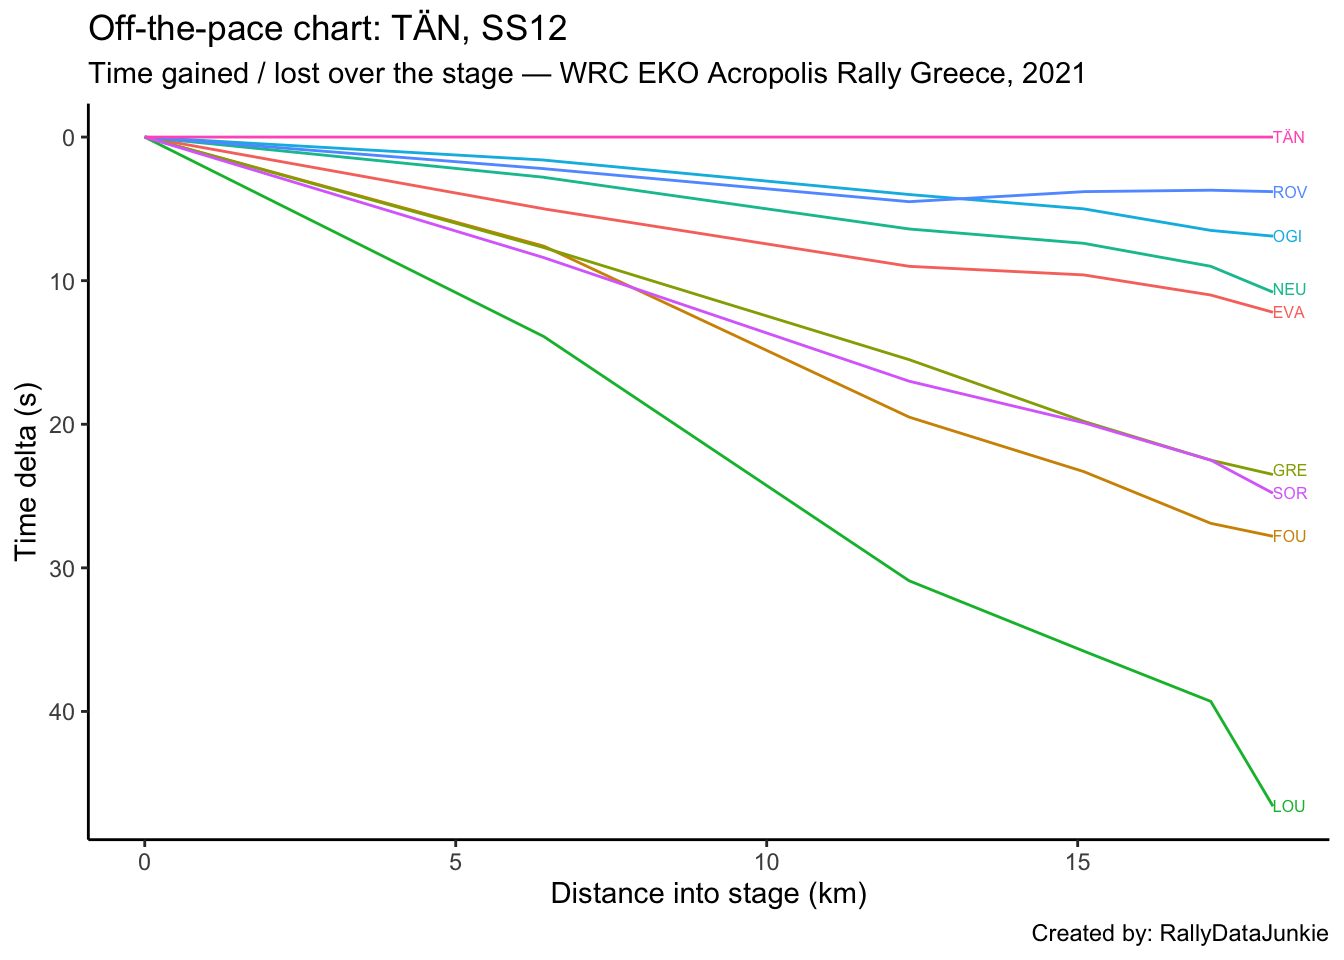 Off-the-pace chart: TÄN, SS12
Time gained / lost over the stage — WRC EKO Acropolis Rally Greece, 2021
0
10
20
30
40
Time delta (s)
TÄN
ROV
OGI
NEU
EVA
GRE
SOR
FOU
LOU
0 5 10 15
Distance into stage (km)
Created by: RallyDataJunkie